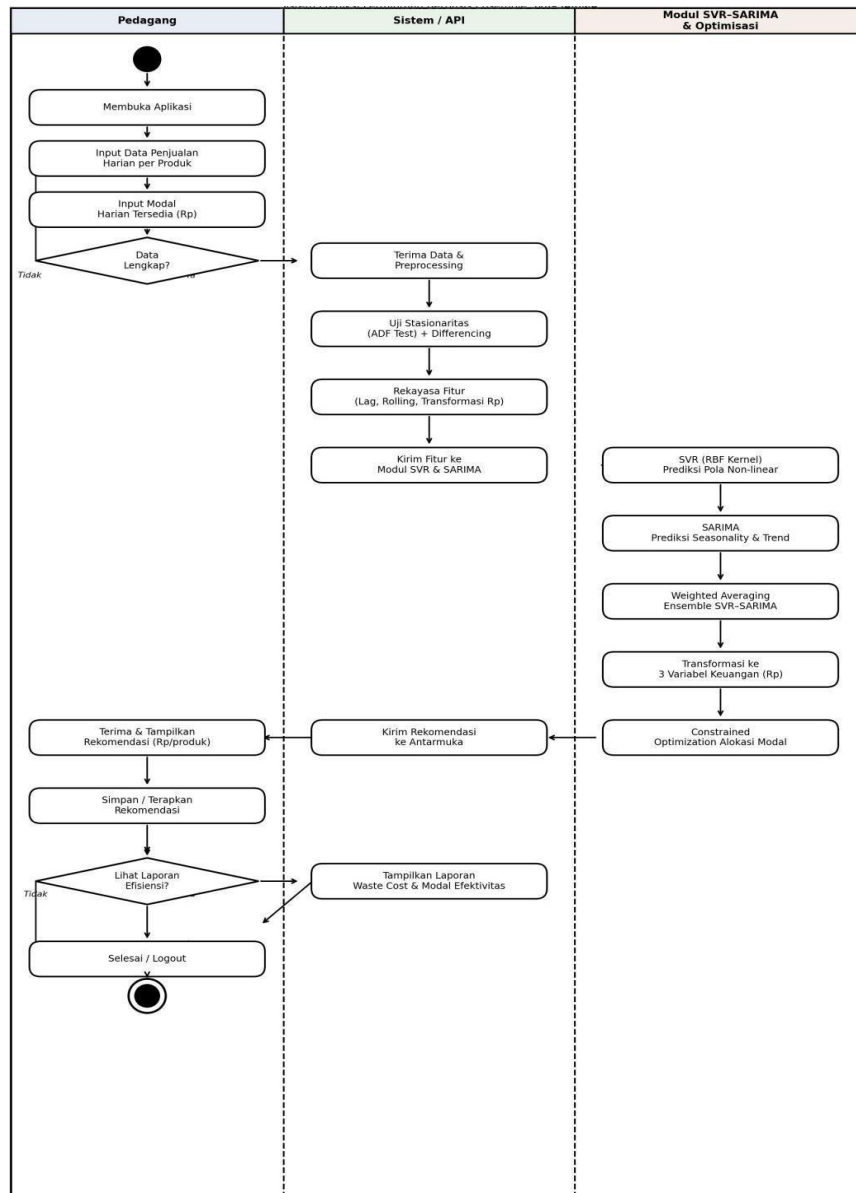 Pedagang
Sistem / API
Modul SVR–SARIMA
& Optimisasi
Membuka Aplikasi
Input Data Penjualan
Harian per Produk
Input Modal
Harian Tersedia (Rp)
Data
Lengkap?
Tidak
Terima Data &
Preprocessing
Uji Stasionaritas
(ADF Test) + Differencing
Rekayasa Fitur
(Lag, Rolling, Transformasi Rp)
Kirim Fitur ke
Modul SVR & SARIMA
SVR (RBF Kernel)
Prediksi Pola Non-linear
SARIMA
Prediksi Seasonality & Trend
Weighted Averaging
Ensemble SVR–SARIMA
Transformasi ke
3 Variabel Keuangan (Rp)
Constrained
Optimization Alokasi Modal
Kirim Rekomendasi
ke Antarmuka
Terima & Tampilkan
Rekomendasi (Rp/produk)
Simpan / Terapkan
Rekomendasi
Lihat Laporan
Efisiensi?
Tidak
Tampilkan Laporan
Waste Cost & Modal Efektivitas
Selesai / Logout